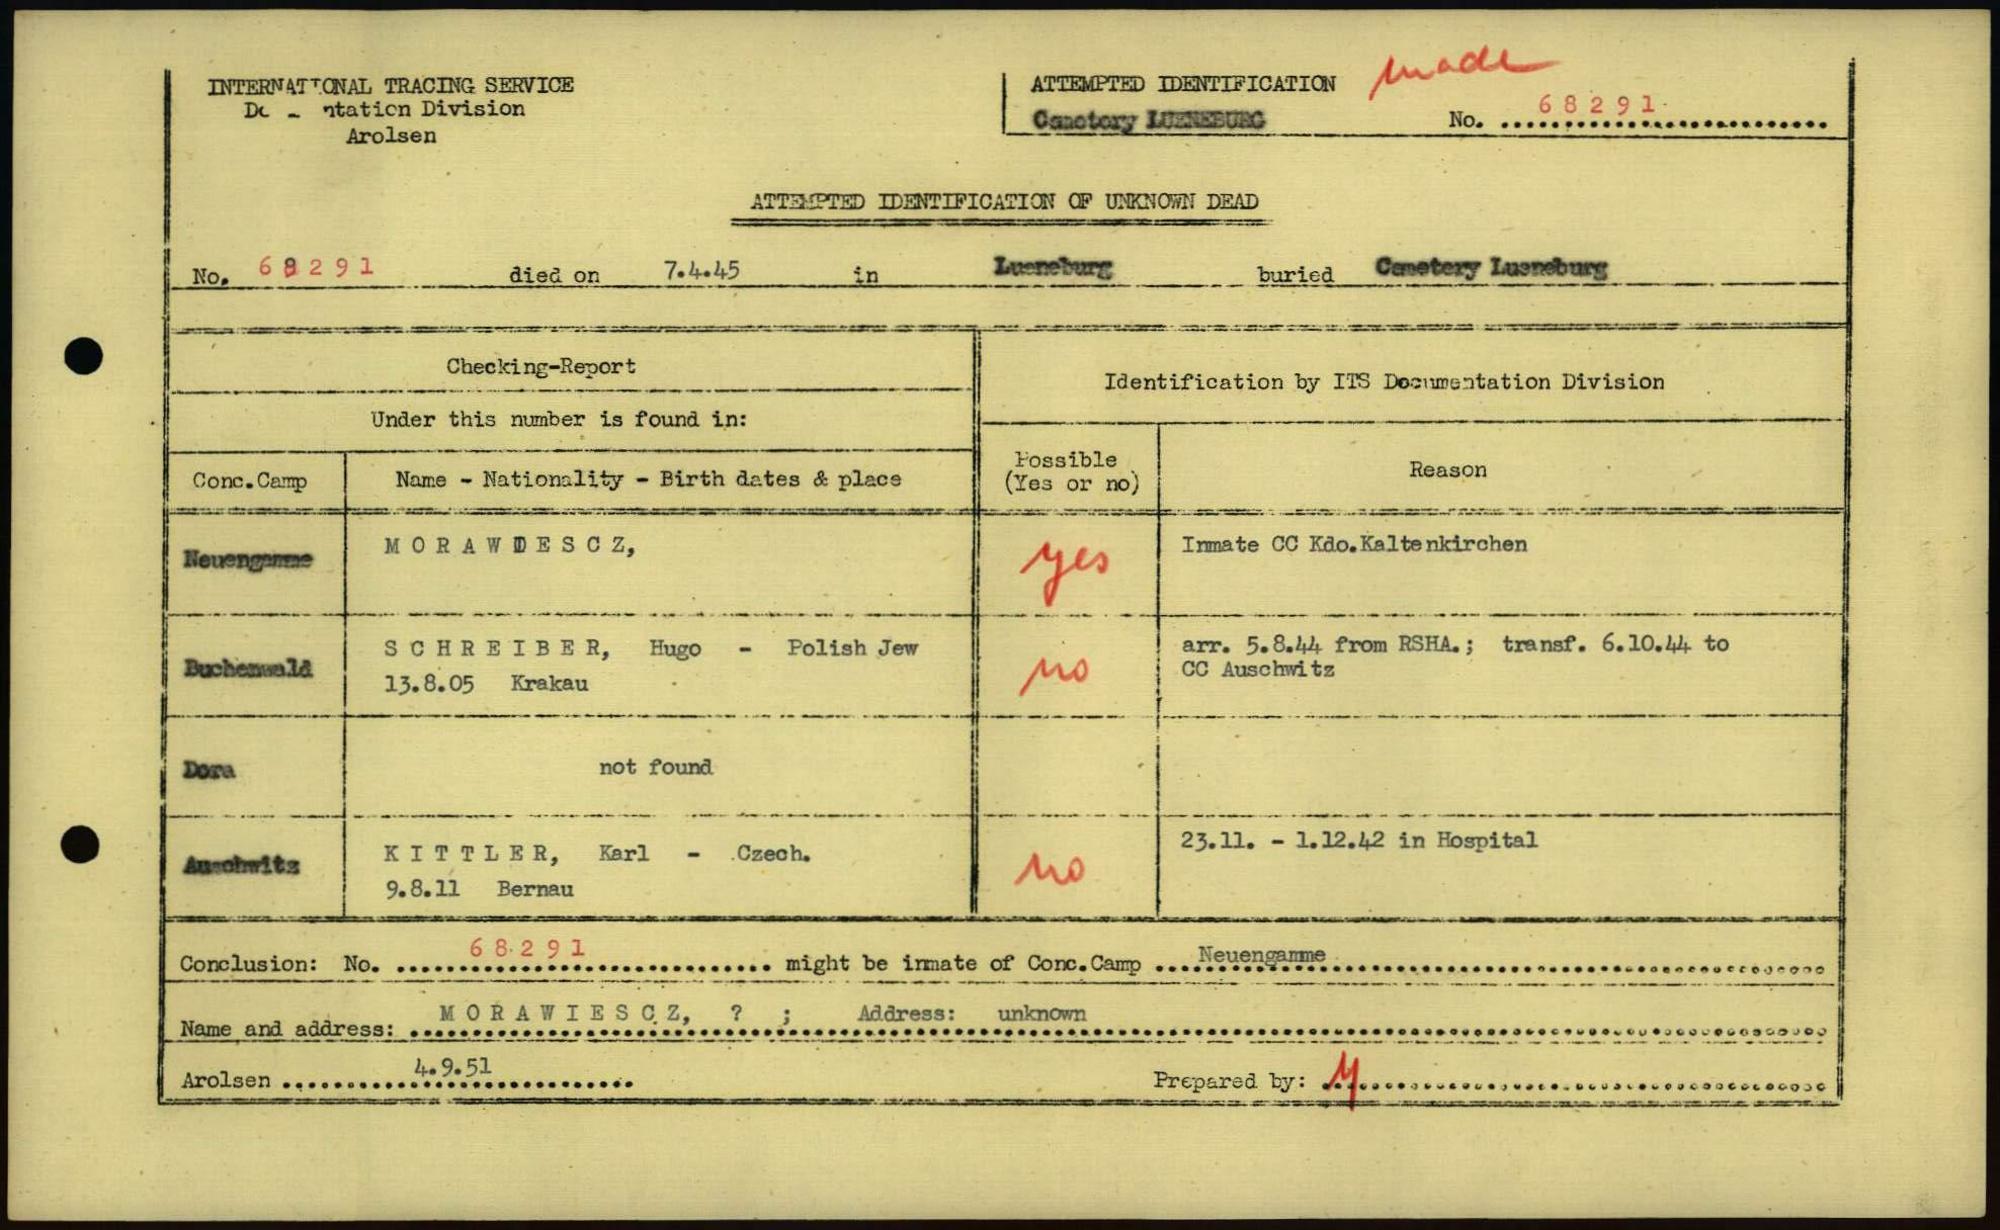 INTERNATIONAL TRACING SERVICE
Documentation Division
Arolsen
ATTEMPTED IDENTIFICATION made
Cemetery LUENEBURG No. 68291
ATTEMPTED IDENTIFICATION OF UNKNOWN DEAD
No. 68291 died on 7.4.45 in Lueneburg buried Cemetery Lueneburg
Checking-Report
Identification by ITS Documentation Division
Under this number is found in:
Conc.Camp Name - Nationality - Birth dates & place
Possible
(Yes or no)
Reason
Neuengamme MORAWIESCZ, yes Inmate CC Kdo.Kaltenkirchen
Buchenwald SCHREIBER, Hugo - Polish Jew
13.8.05 Krakau
no
arr. 5.8.44 from RSHA.; transf. 6.10.44 to
CC Auschwitz
Dora not found
Auschwitz KITTLER, Karl - Czech.
9.8.11 Bernau
no
23.11. - 1.12.42 in Hospital
Conclusion: No. 68291 might be inmate of Conc.Camp Neuengamme
Name and address: MORAWIESCZ, ? ; Address: unknown
Arolsen 4.9.51 Prepared by: